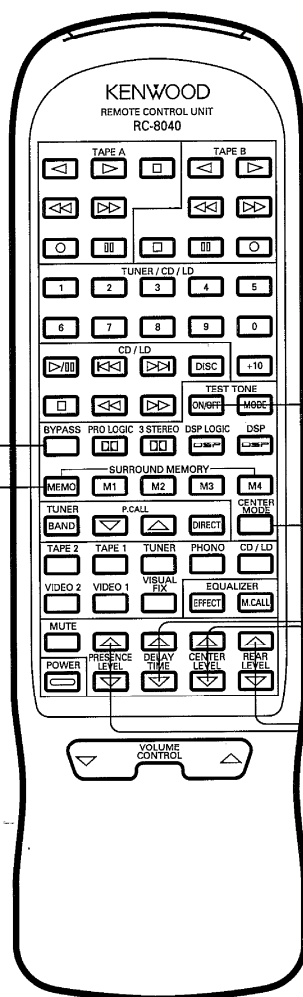 KENWOOD
REMOTE CONTROL UNIT
RC-8040
TAPE A TAPE B
TUNER / CD / LD
1 2 3 4 5
6 7 8 9 0
CD / LD
DISC +10
TEST TONE
ON/OFF MODE
BYPASS PRO LOGIC 3 STEREO DSP LOGIC DSP
DSP DSP
SURROUND MEMORY
MEMO M1 M2 M3 M4
TUNER P.CALL CENTER MODE
BAND DIRECT
TAPE 2 TAPE 1 TUNER PHONO CD / LD
VIDEO 2 VIDEO 1 VISUAL FIX EQUALIZER
EFFECT M.CALL
MUTE
POWER PRESENCE LEVEL DELAY TIME CENTER LEVEL REAR LEVEL
VOLUME
CONTROL